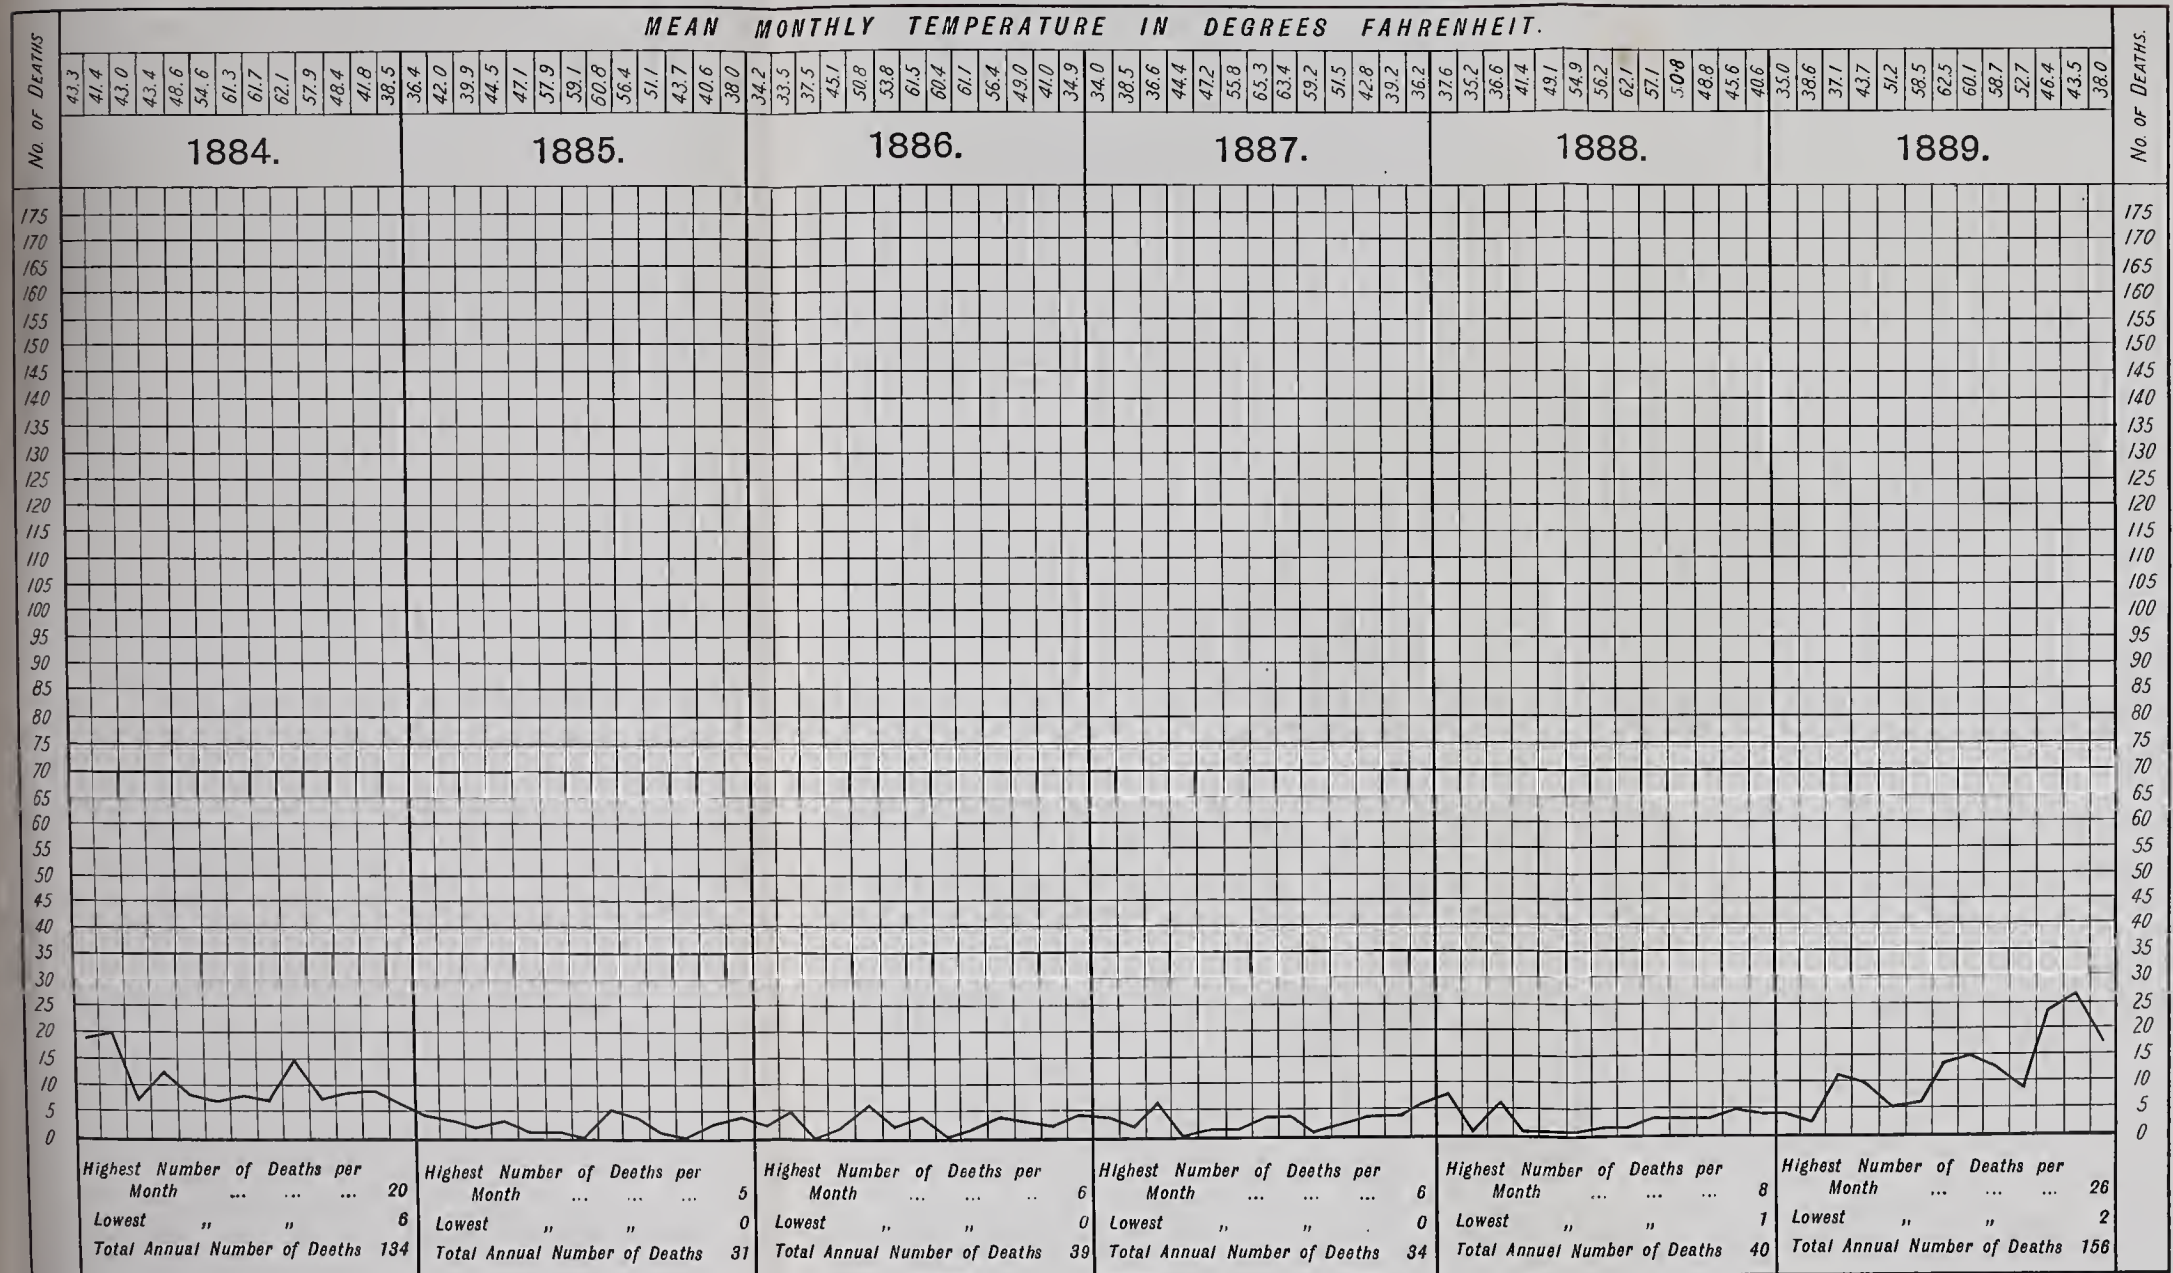 MEAN MONTHLY TEMPERATURE IN DEGREES FAHRENHEIT.
No. OF DEATHS
43.3 41.4 43.0 43.4 48.6 54.6 61.3 61.7 62.1 57.9 48.4 41.8 38.5 36.4 42.0 39.9 44.5 47.1 57.9 59.1 60.8 56.4 51.1 43.7 40.6 38.0 34.2 33.5 37.5 45.1 50.8 53.8 61.5 60.4 61.1 56.4 49.0 41.0 34.9 34.0 38.5 36.6 44.4 47.2 55.8 65.3 63.4 59.2 51.5 42.8 39.2 36.2 37.6 35.2 36.6 41.4 49.1 54.9 56.2 62.1 57.1 50.8 48.8 45.6 40.6 35.0 38.6 37.1 43.7 51.2 58.5 62.5 60.1 58.7 52.7 46.4 43.5 38.0
No. OF DEATHS.
1884. 1885. 1886. 1887. 1888. 1889.
175 175
170 170
165 165
160 160
155 155
150 150
145 145
140 140
135 135
130 130
125 125
120 120
115 115
110 110
105 105
100 100
95 95
90 90
85 85
80 80
75 75
70 70
65 65
60 60
55 55
50 50
45 45
40 40
35 35
30 30
25 25
20 20
15 15
10 10
5 5
0 0
Highest Number of Deaths per
Month ... ... ... 20
Lowest „ „ 6
Total Annual Number of Deaths 134
Highest Number of Deaths per
Month ... ... ... 5
Lowest „ „ 0
Total Annual Number of Deaths 31
Highest Number of Deaths per
Month ... ... .. 6
Lowest „ „ 0
Total Annual Number of Deaths 39
Highest Number of Deaths per
Month ... ... ... 6
Lowest „ „ . 0
Total Annual Number of Deaths 34
Highest Number of Deaths per
Month ... ... ... 8
Lowest „ „ 1
Total Annual Number of Deaths 40
Highest Number of Deaths per
Month ... ... ... 26
Lowest „ „ 2
Total Annual Number of Deaths 156